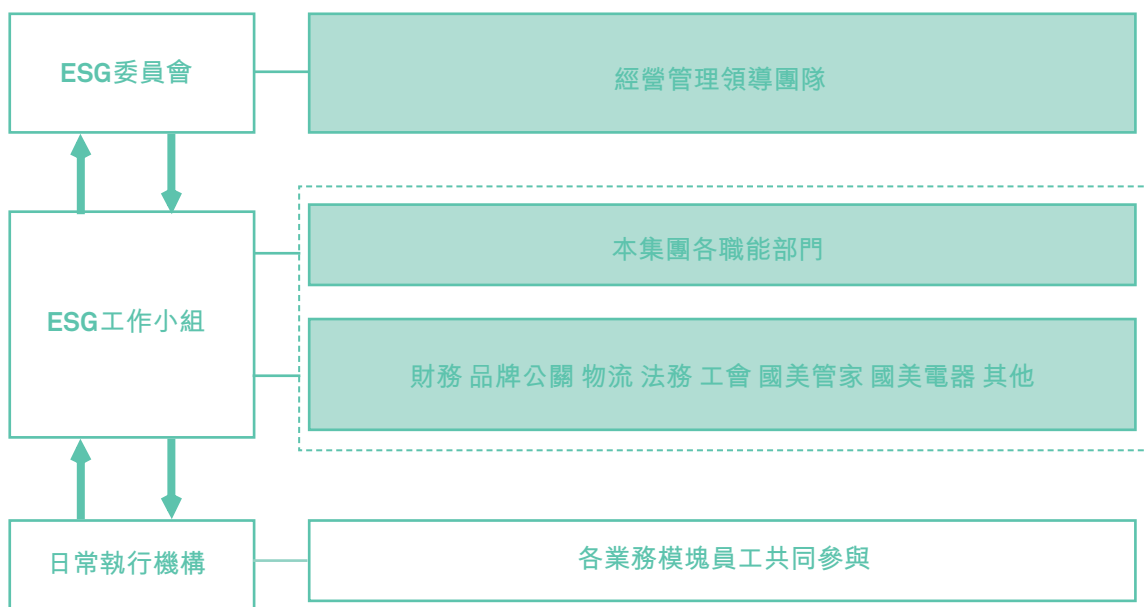 ESG委員會
經營管理領導團隊
ESG工作小組
本集團各職能部門
財務 品牌公關 物流 法務 工會 國美管家 國美電器 其他
日常執行機構
各業務模塊員工共同參與